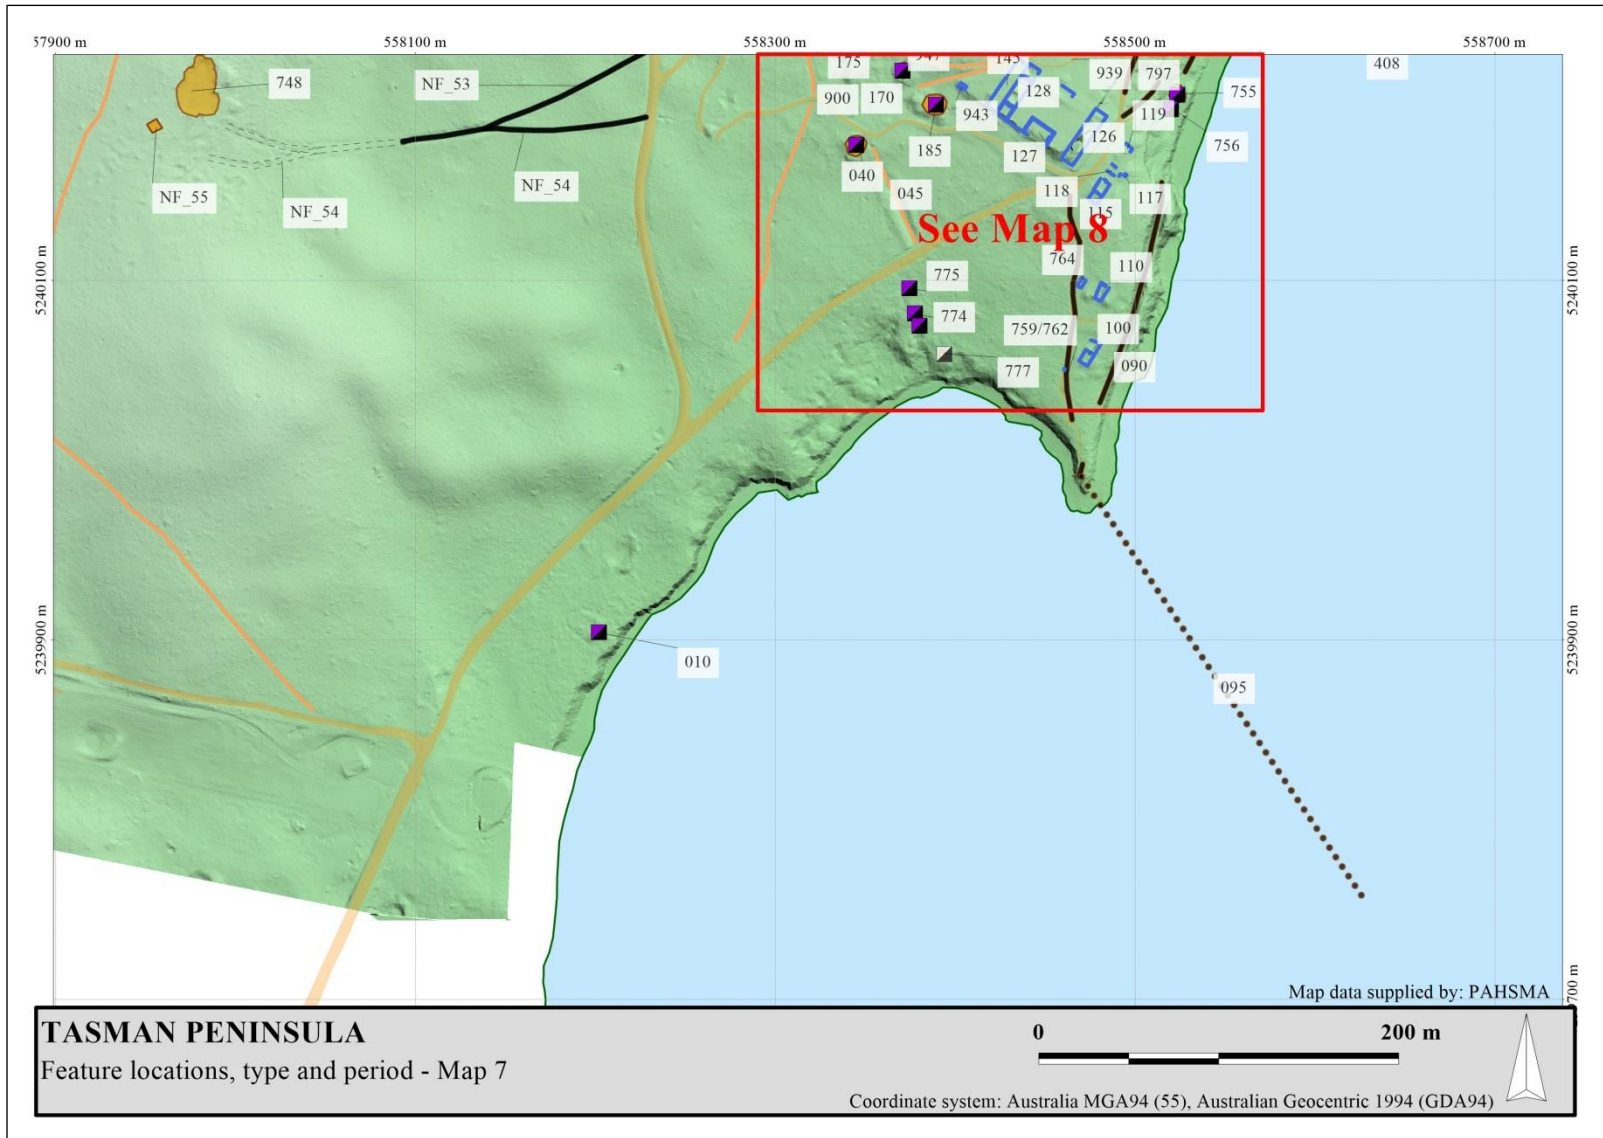 57900 m
558100 m
558300 m
558500 m
558700 m
748
NF_53
175
947
145
939
797
408
900
170
128
755
943
119
NF_55
NF_54
NF_54
040
185
045
127
126
756
118
117
115
See Map 8
5240100 m
5240100 m
764
110
775
774
759/762
100
777
090
5239900 m
5239900 m
010
095
Map data supplied by: PAHSMA
TASMAN PENINSULA
Feature locations, type and period - Map 7
0
200 m
Coordinate system: Australia MGA94 (55), Australian Geocentric 1994 (GDA94)